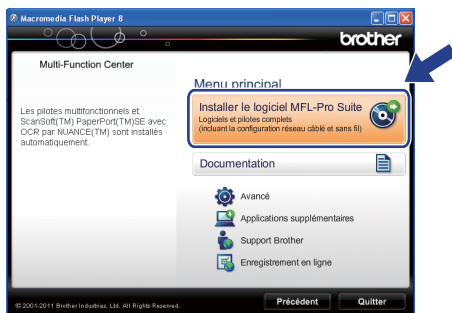 Macromedia Flash Player 8
brother
Multi-Function Center
Menu principal
Les pilotes multifonctionnels et
ScanSoft(TM) PaperPort(TM)SE avec
OCR par NUANCE(TM) sont installés
automatiquement.
Installer le logiciel MFL-Pro Suite
Logiciels et pilotes complets
(incluant la configuration réseau câblé et sans fil)
Documentation
Avancé
Applications supplémentaires
Support Brother
Enregistrement en ligne
© 2001-2011 Brother Industries, Ltd. All Rights Reserved.
Précédent
Quitter